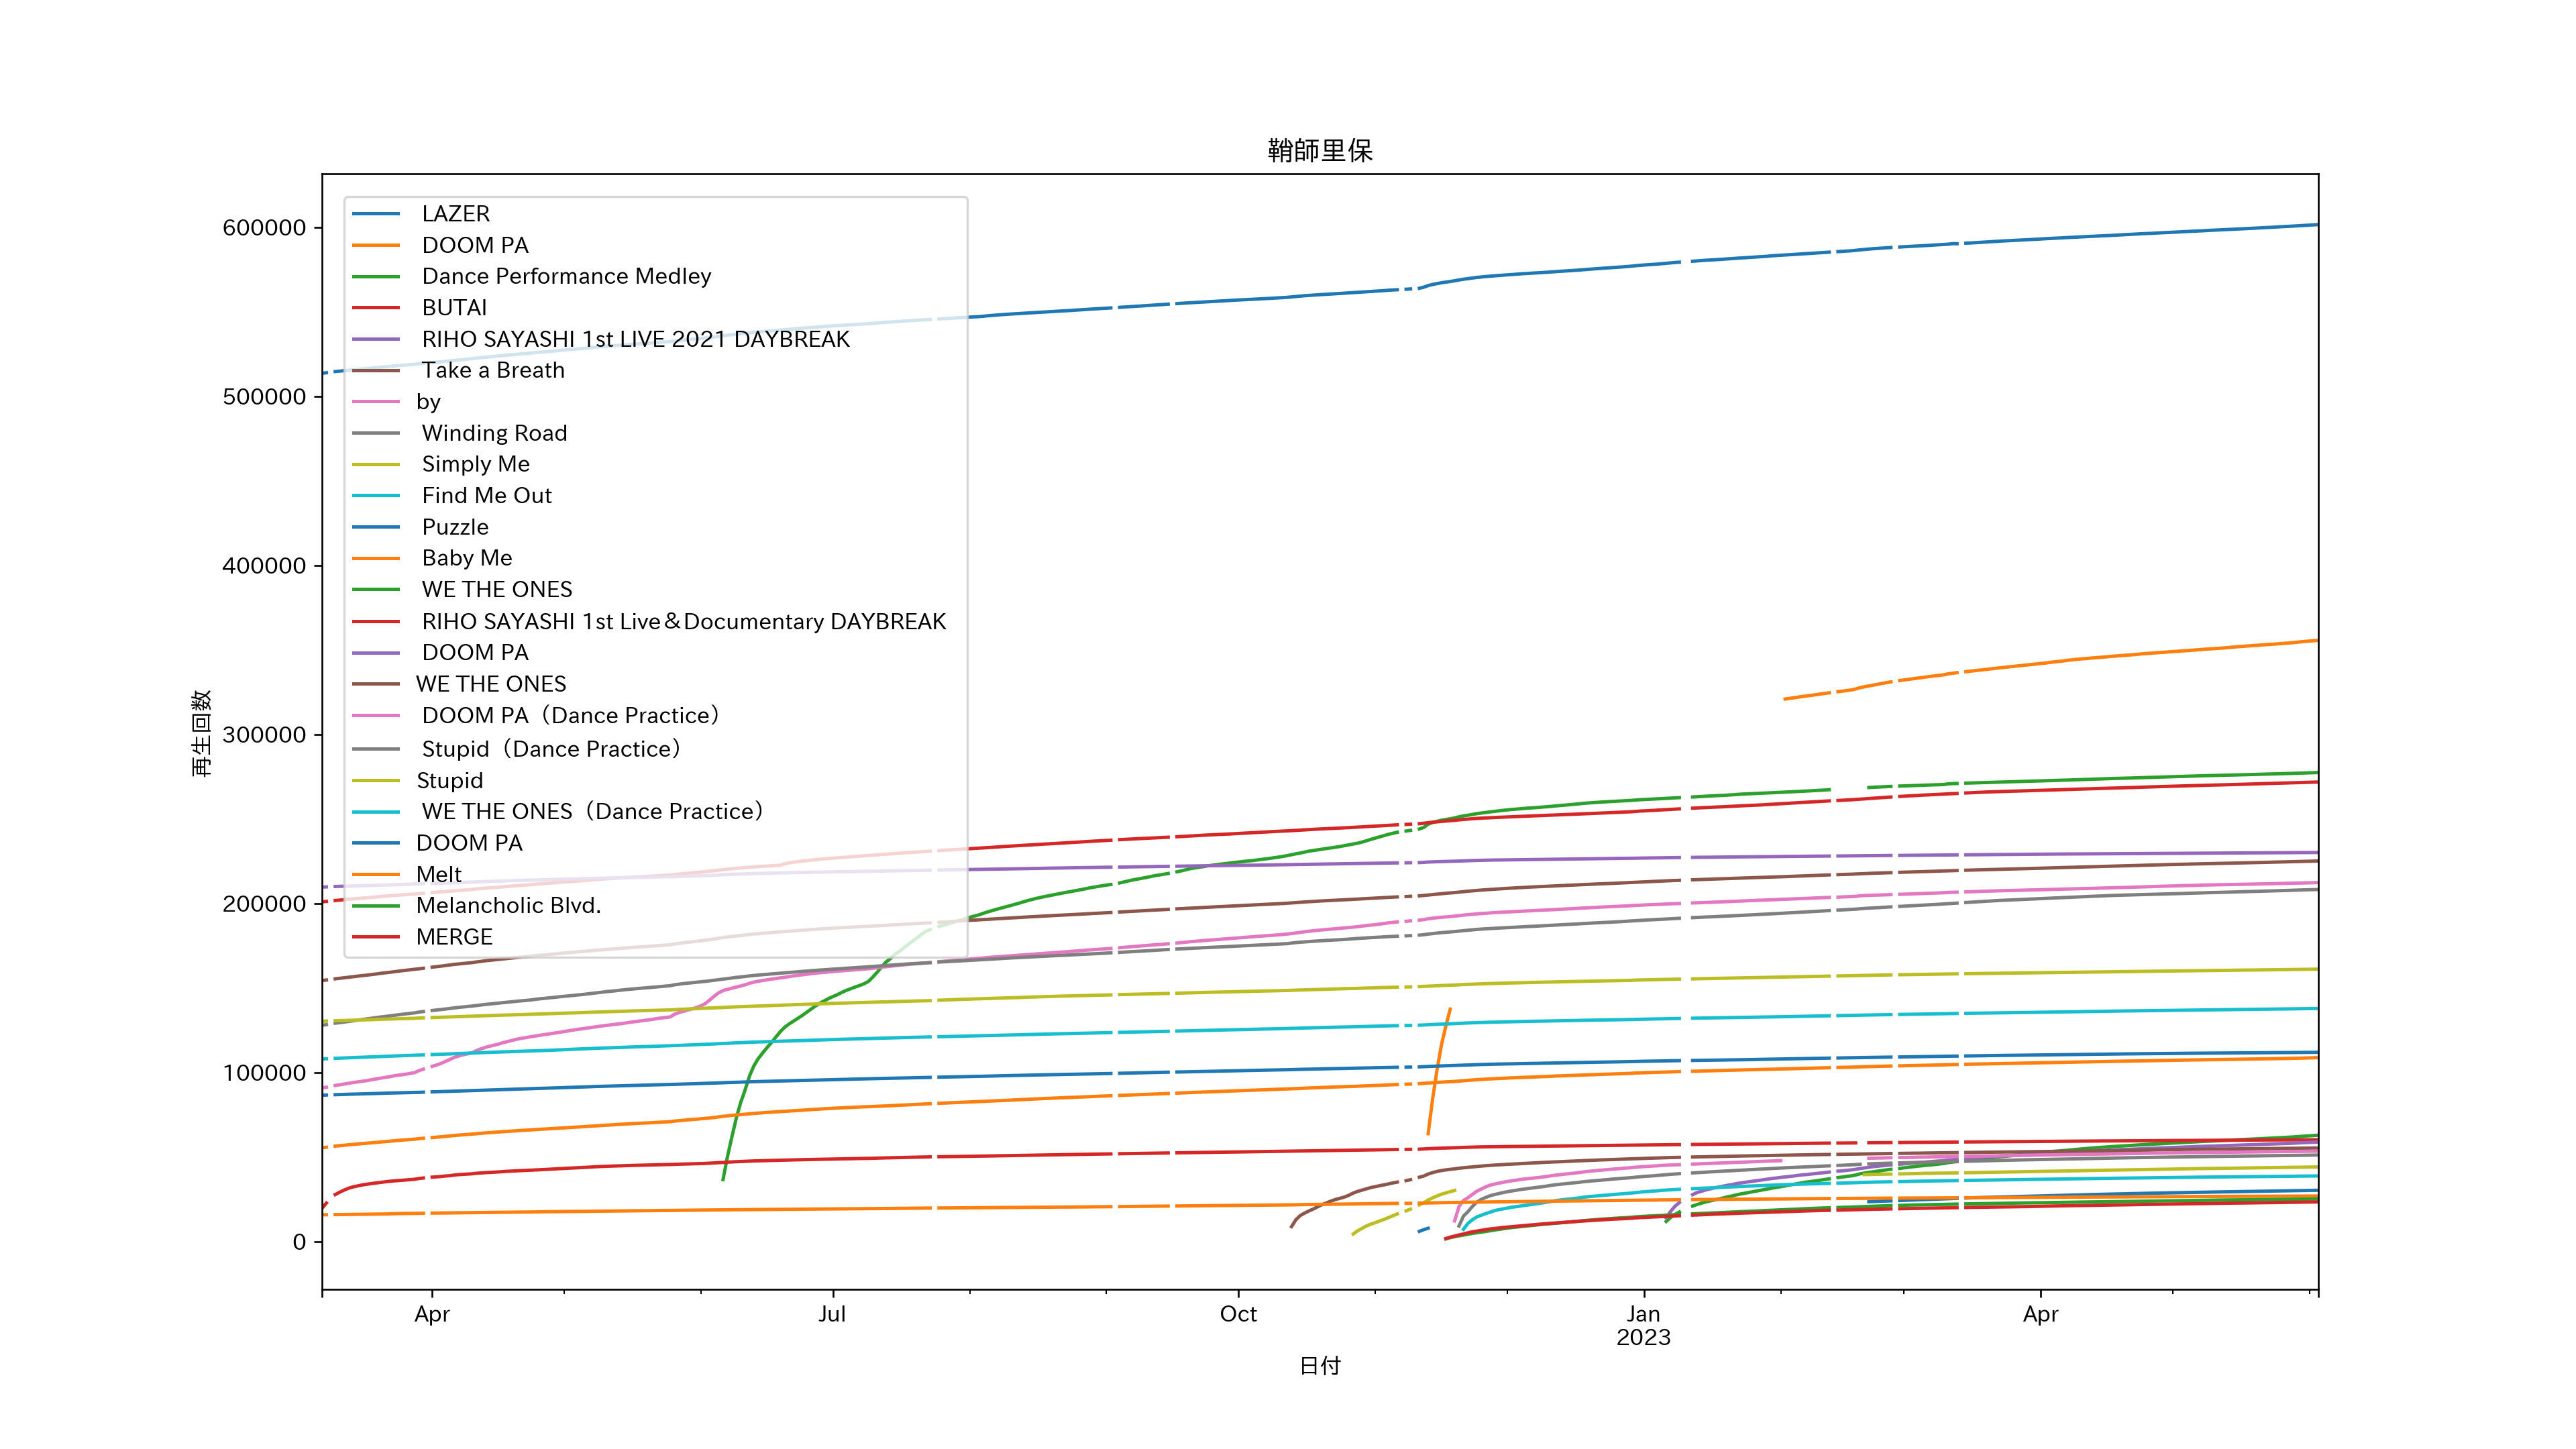 鞘師里保
600000
500000
400000
300000
200000
100000
0
再生回数
LAZER
DOOM PA
Dance Performance Medley
BUTAI
RIHO SAYASHI 1st LIVE 2021 DAYBREAK
Take a Breath
by
Winding Road
Simply Me
Find Me Out
Puzzle
Baby Me
WE THE ONES
RIHO SAYASHI 1st Live＆Documentary DAYBREAK
DOOM PA
WE THE ONES
DOOM PA（Dance Practice）
Stupid（Dance Practice）
Stupid
WE THE ONES（Dance Practice）
DOOM PA
Melt
Melancholic Blvd.
MERGE
Apr Jul Oct Jan Apr
2023
日付